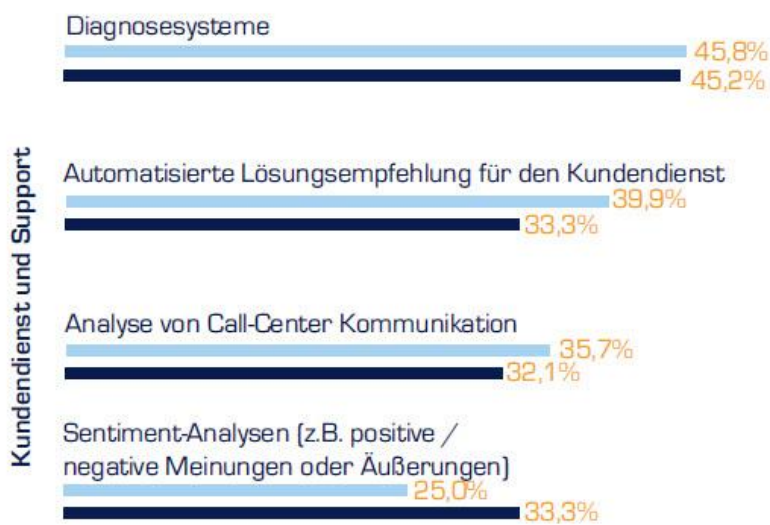 Kundendienst und Support
Diagnosesysteme
45,8%
45,2%
Automatisierte Lösungsempfehlung für den Kundendienst
39,9%
33,3%
Analyse von Call-Center Kommunikation
35,7%
32,1%
Sentiment-Analysen (z.B. positive /
negative Meinungen oder Äußerungen)
25,0%
33,3%